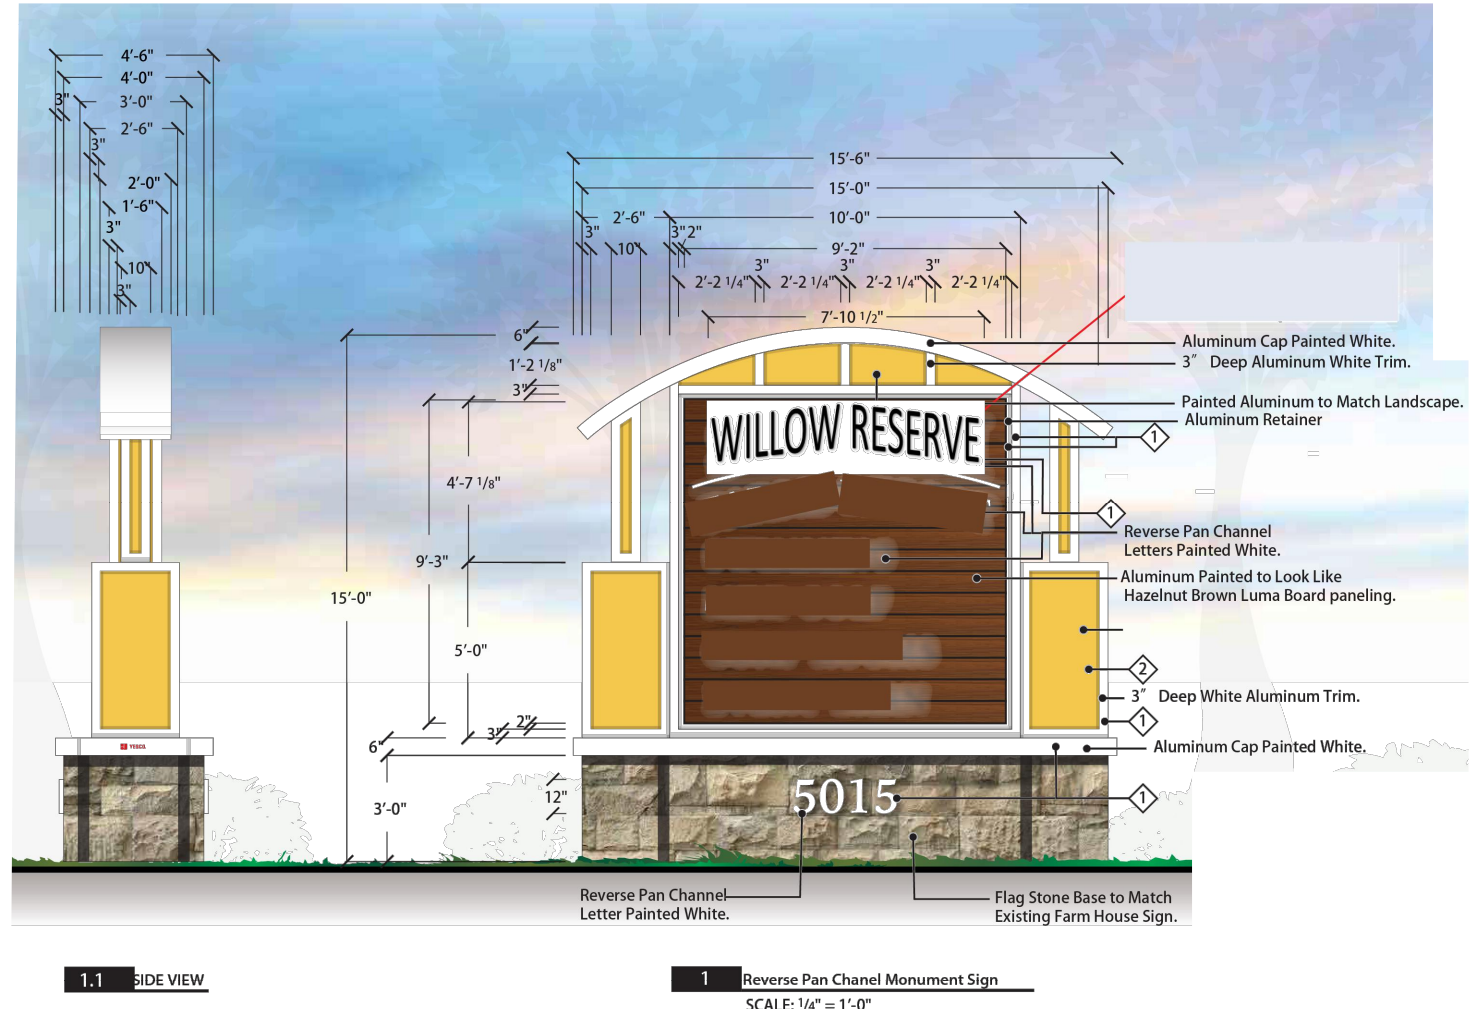 4'-6"
4'-0"
3"
3'-0"
2'-6"
3"
2'-0"
1'-6"
3"
10"
3"
15'-6"
15'-0"
2'-6"
10'-0"
3"
3"
2"
10"
9'-2"
3"
3"
3"
2'-2 1/4"
2'-2 1/4"
2'-2 1/4"
2'-2 1/4"
7'-10 1/2"
6"
1'-2 1/8"
3"
4'-7 1/8"
9'-3"
15'-0"
5'-0"
2"
3"
6"
12"
3'-0"
Aluminum Cap Painted White.
3" Deep Aluminum White Trim.
Painted Aluminum to Match Landscape.
Aluminum Retainer
1
WILLOW RESERVE
1
Reverse Pan Channel
Letters Painted White.
Aluminum Painted to Look Like
Hazelnut Brown Luma Board paneling.
2
3" Deep White Aluminum Trim.
1
Aluminum Cap Painted White.
YESCO.
5015
1
Reverse Pan Channel
Letter Painted White.
Flag Stone Base to Match
Existing Farm House Sign.
1.1 SIDE VIEW
1 Reverse Pan Chanel Monument Sign
SCALE: 1/4" = 1'-0"